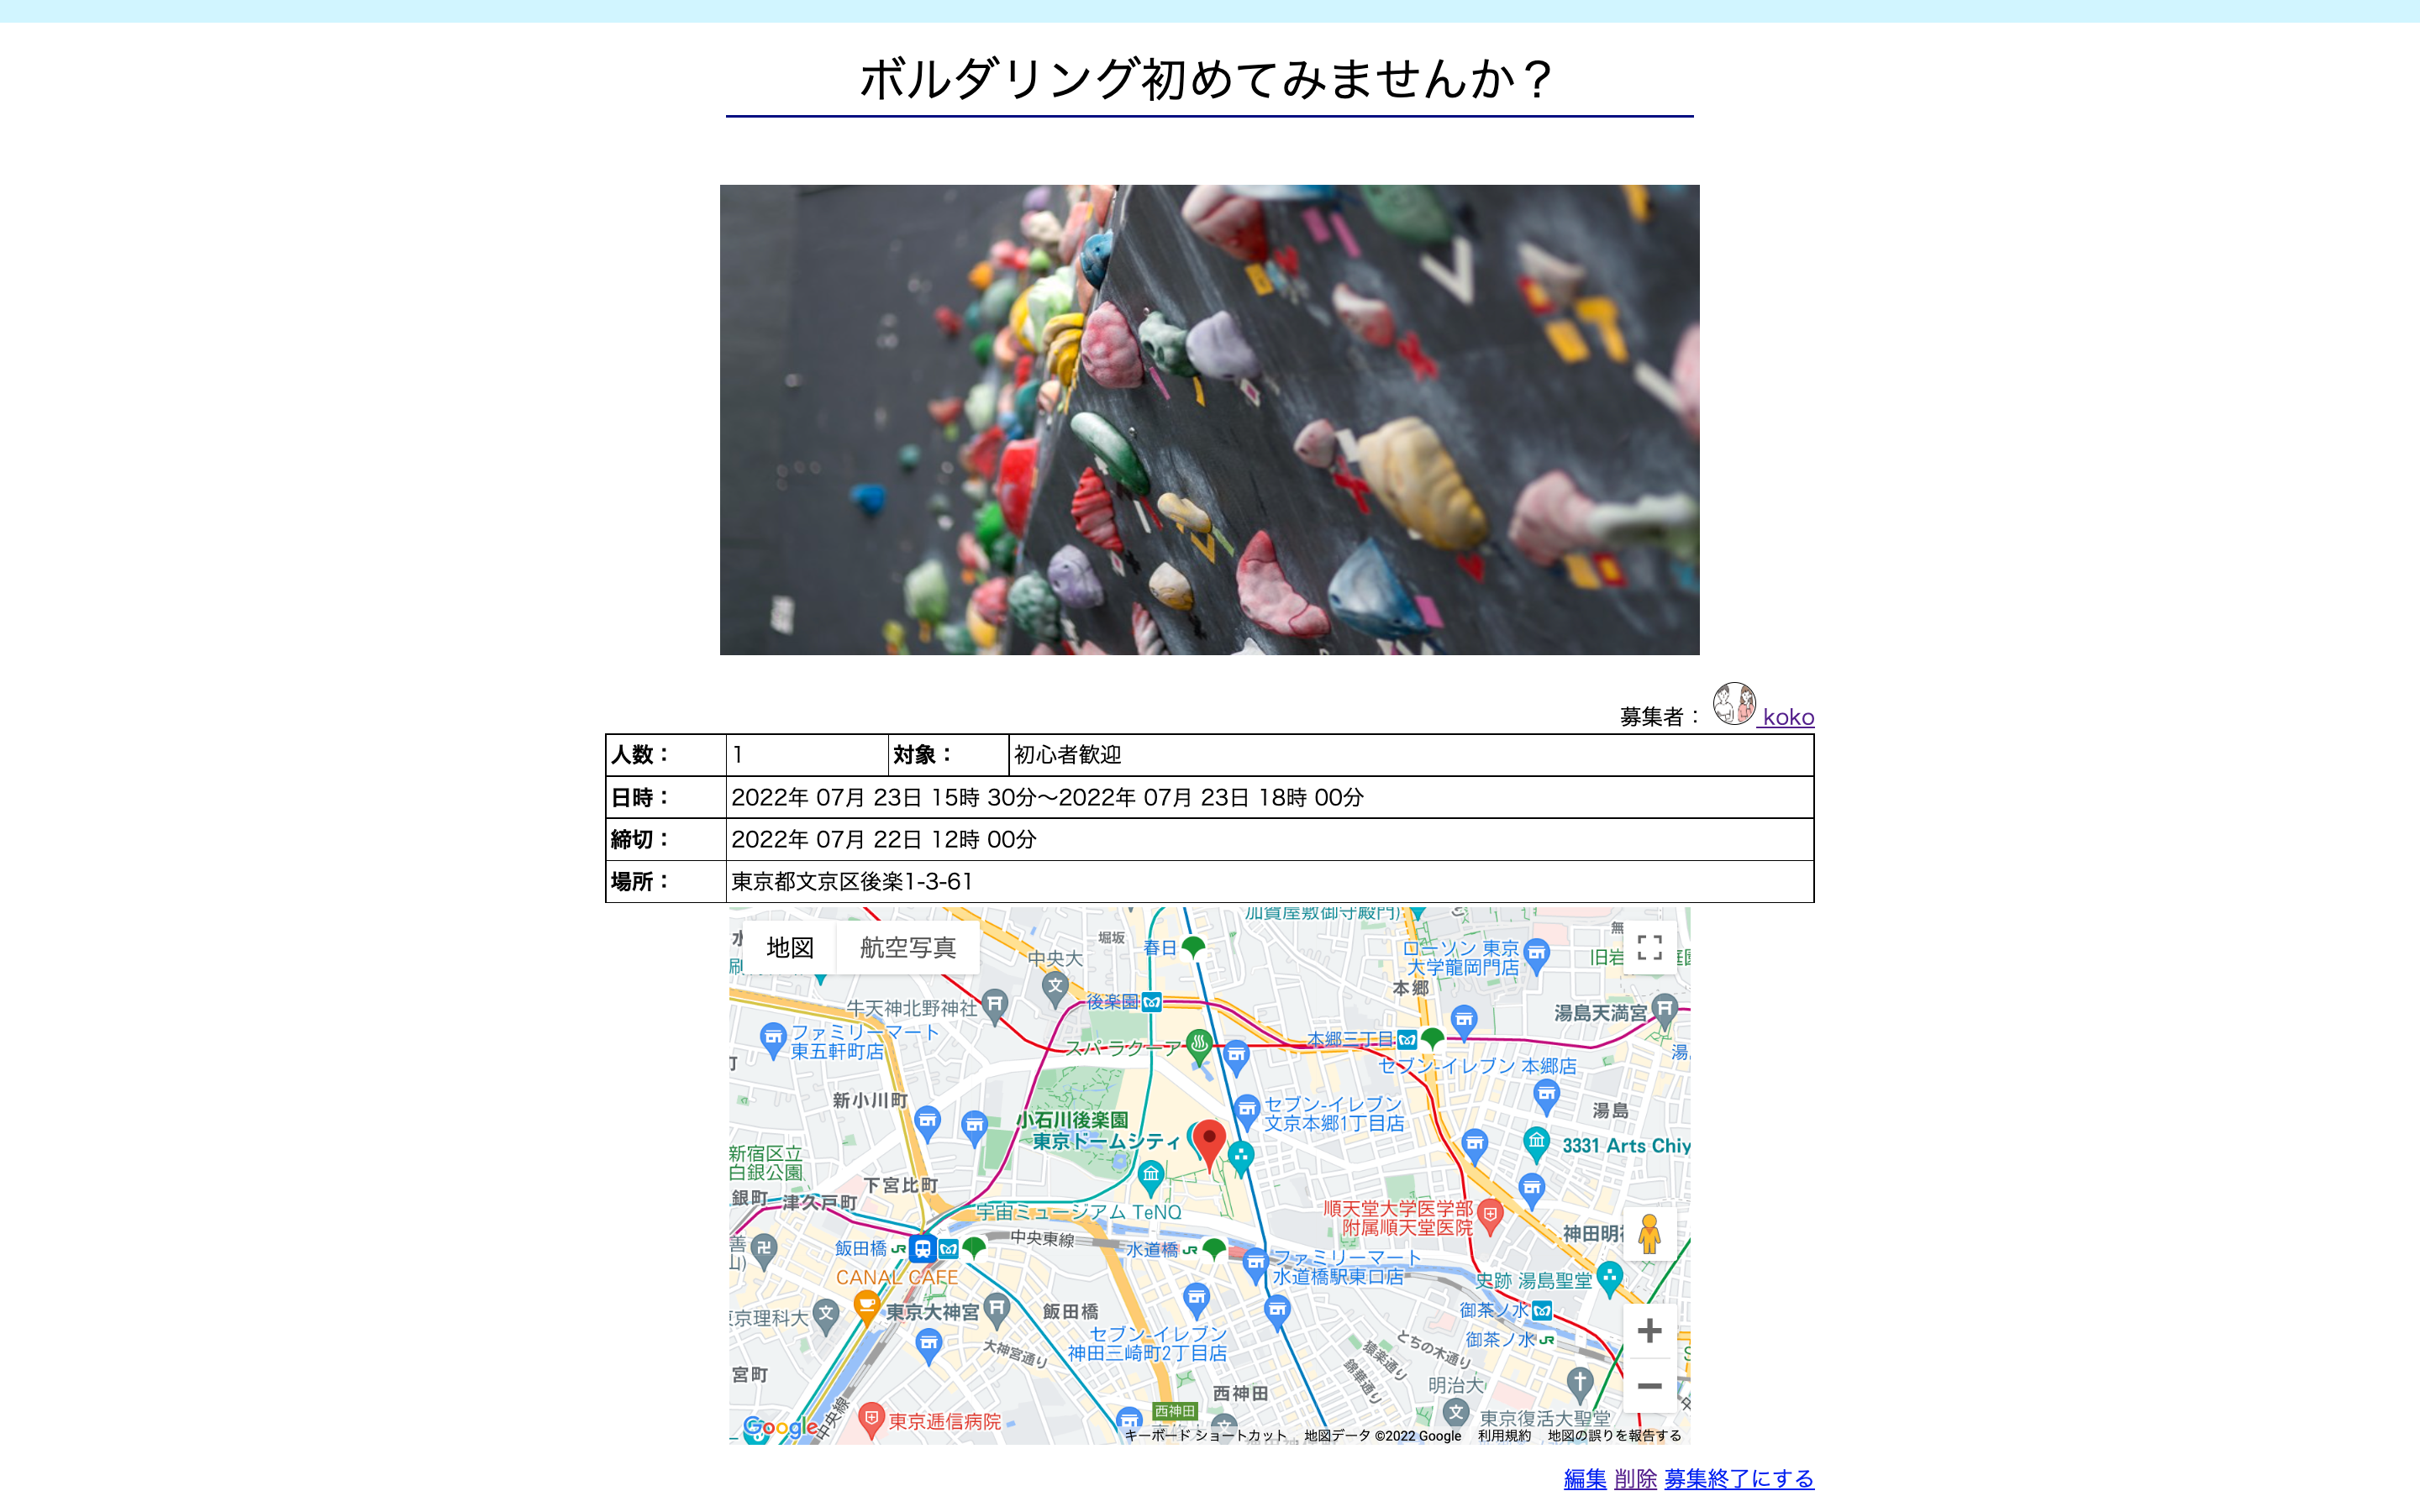 ボルダリング初めてみませんか？
募集者： koko
人数： 1 対象： 初心者歓迎
日時： 2022年 07月 23日 15時 30分〜2022年 07月 23日 18時 00分
締切： 2022年 07月 22日 12時 00分
場所： 東京都文京区後楽1-3-61
地図 航空写真
加賀屋敷御守殿門)
堀坂
春日
中央大
ローソン 東京
大学龍岡門店
本郷
牛天神北野神社
後楽園
湯島天満宮
ファミリーマート
東五軒町店
スパ ラクーア
本郷三丁目
セブン-イレブン 本郷店
新小川町
小石川後楽園
東京ドームシティ
セブン-イレブン
文京本郷1丁目店
湯島
3331 Arts Chiy
新宿区立
白銀公園
銀町
津久戸町
下宮比町
宇宙ミュージアム TeNQ
順天堂大学医学部
附属順天堂医院
神田明
飯田橋 JR
中央東線
水道橋 JR
ファミリーマート
水道橋駅東口店
CANAL CAFE
史跡 湯島聖堂
京理科大
東京大神宮
飯田橋
御茶ノ水
御茶ノ水 JR
大神宮通り
セブン-イレブン
神田三崎町2丁目店
とちの木通り
猿楽通り
錦華通り
宮町
西神田
明治大
西神田
東京逓信病院
中央線
東京復活大聖堂
Google
キーボード ショートカット 地図データ ©2022 Google 利用規約 地図の誤りを報告する
編集 削除 募集終了にする